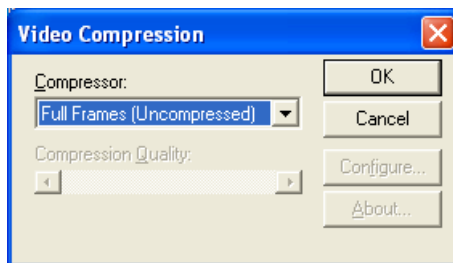 Video Compression
Compressor:
Full Frames (Uncompressed)
Compression Quality:
OK
Cancel
Configure...
About...